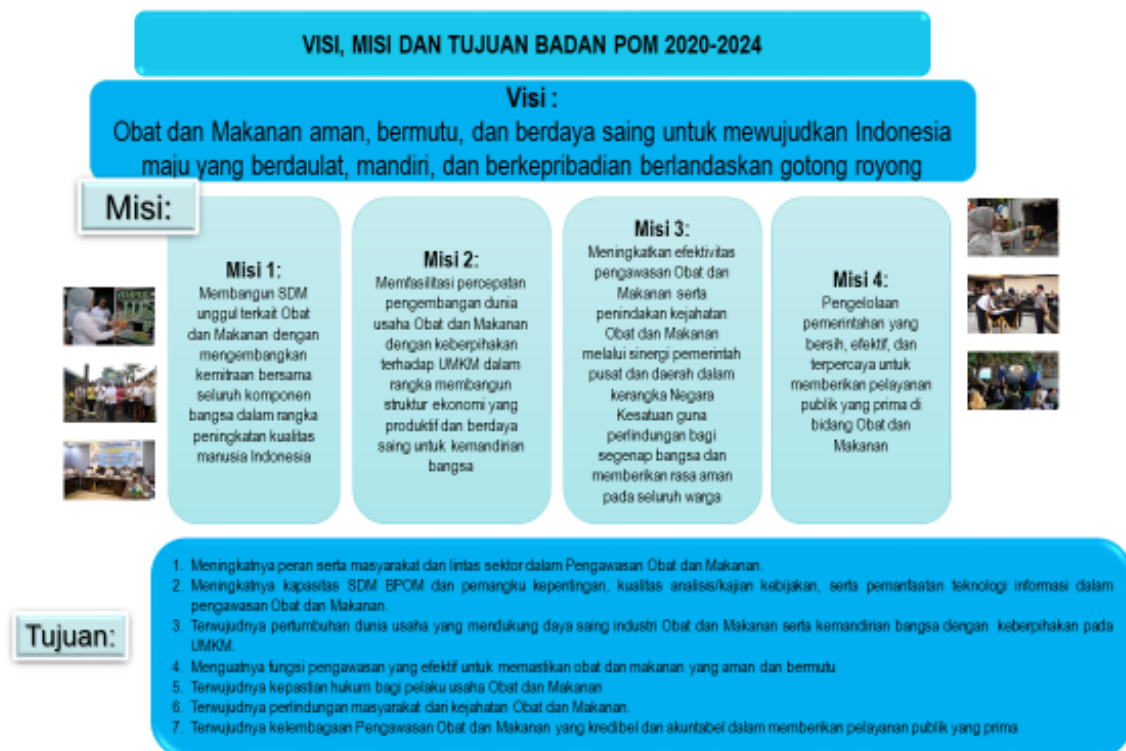 VISI, MISI DAN TUJUAN BADAN POM 2020-2024
Visi :
Obat dan Makanan aman, bermutu, dan berdaya saing untuk mewujudkan Indonesia
maju yang berdaulat, mandiri, dan berkepribadian berlandaskan gotong royong
Misi:
Misi 1:
Membangun SDM
unggul terkait Obat
dan Makanan dengan
mengembangkan
kemitraan bersama
seluruh komponen
bangsa dalam rangka
peningkatan kualitas
manusia Indonesia
Misi 2:
Memfasilitasi percepatan
pengembangan dunia
usaha Obat dan Makanan
dengan keberpihakan
terhadap UMKM dalam
rangka membangun
struktur ekonomi yang
produktif dan berdaya
saing untuk kemandirian
bangsa
Misi 3:
Meningkatkan efektivitas
pengawasan Obat dan
Makanan serta
penindakan kejahatan
Obat dan Makanan
melalui sinergi pemerintah
pusat dan daerah dalam
kerangka Negara
Kesatuan guna
perlindungan bagi
segenap bangsa dan
memberikan rasa aman
pada seluruh warga
Misi 4:
Pengelolaan
pemerintahan yang
bersih, efektif, dan
terpercaya untuk
memberikan pelayanan
publik yang prima di
bidang Obat dan
Makanan
Tujuan:
1. Meningkatnya peran serta masyarakat dan lintas sektor dalam Pengawasan Obat dan Makanan.
2. Meningkatnya kapasitas SDM BPOM dan pemangku kepentingan, kualitas analisis/kajian kebijakan, serta pemanfaatan teknologi informasi dalam
pengawasan Obat dan Makanan.
3. Terwujudnya pertumbuhan dunia usaha yang mendukung daya saing industri Obat dan Makanan serta kemandirian bangsa dengan keberpihakan pada
UMKM.
4. Menguatnya fungsi pengawasan yang efektif untuk memastikan obat dan makanan yang aman dan bermutu
5. Terwujudnya kepastian hukum bagi pelaku usaha Obat dan Makanan
6. Terwujudnya perlindungan masyarakat dari kejahatan Obat dan Makanan.
7. Terwujudnya kelembagaan Pengawasan Obat dan Makanan yang kredibel dan akuntabel dalam memberikan pelayanan publik yang prima